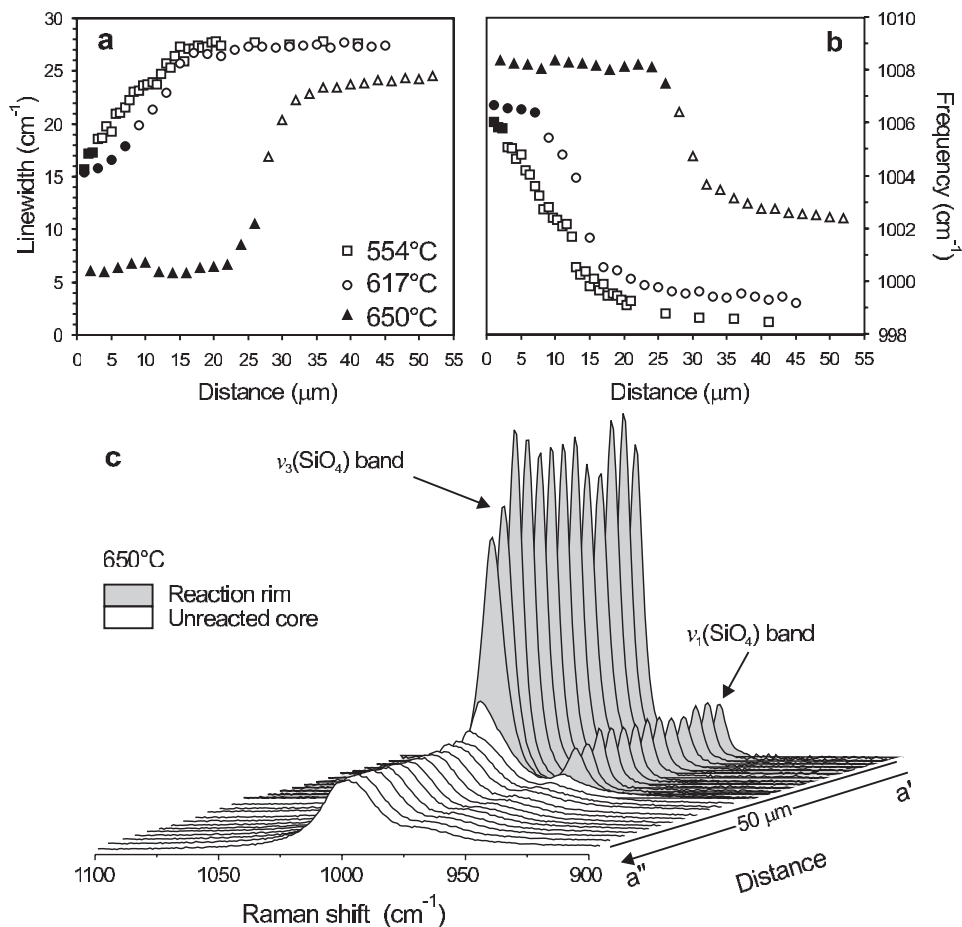 a
30
25
20
15
10
5
0
Linewidth (cm⁻¹)
554°C
617°C
650°C
0 5 10 15 20 25 30 35 40 45 50 55
Distance (μm)
b
1010
1008
1006
1004
1002
1000
998
Frequency (cm⁻¹)
0 5 10 15 20 25 30 35 40 45 50 55
Distance (μm)
c
ν₃(SiO₄) band
650°C
Reaction rim
Unreacted core
ν₁(SiO₄) band
a'
50 μm
a''
Distance
1100 1050 1000 950 900
Raman shift (cm⁻¹)